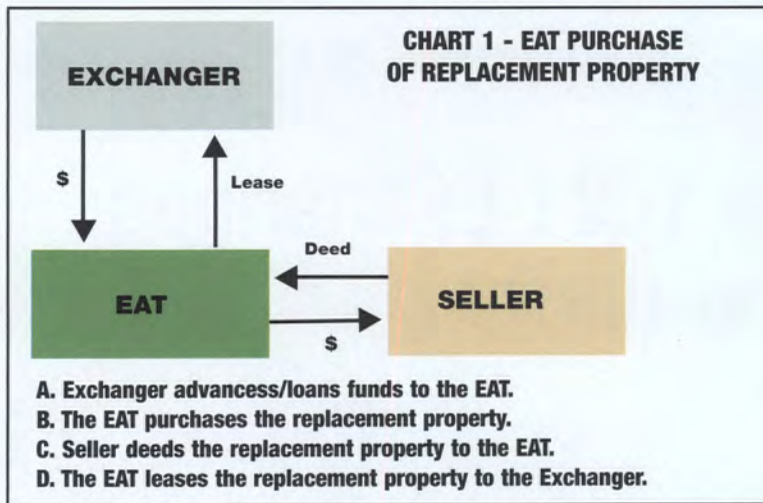 CHART 1 - EAT PURCHASE
OF REPLACEMENT PROPERTY
EXCHANGER
$
Lease
Deed
EAT
SELLER
$
A. Exchanger advancess/loans funds to the EAT.
B. The EAT purchases the replacement property.
C. Seller deeds the replacement property to the EAT.
D. The EAT leases the replacement property to the Exchanger.